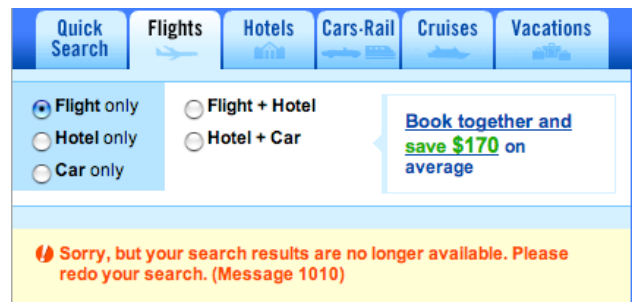 Quick Search
Flights
Hotels
Cars-Rail
Cruises
Vacations
Flight only
Hotel only
Car only
Flight + Hotel
Hotel + Car
Book together and
save $170 on
average
Sorry, but your search results are no longer available. Please
redo your search. (Message 1010)